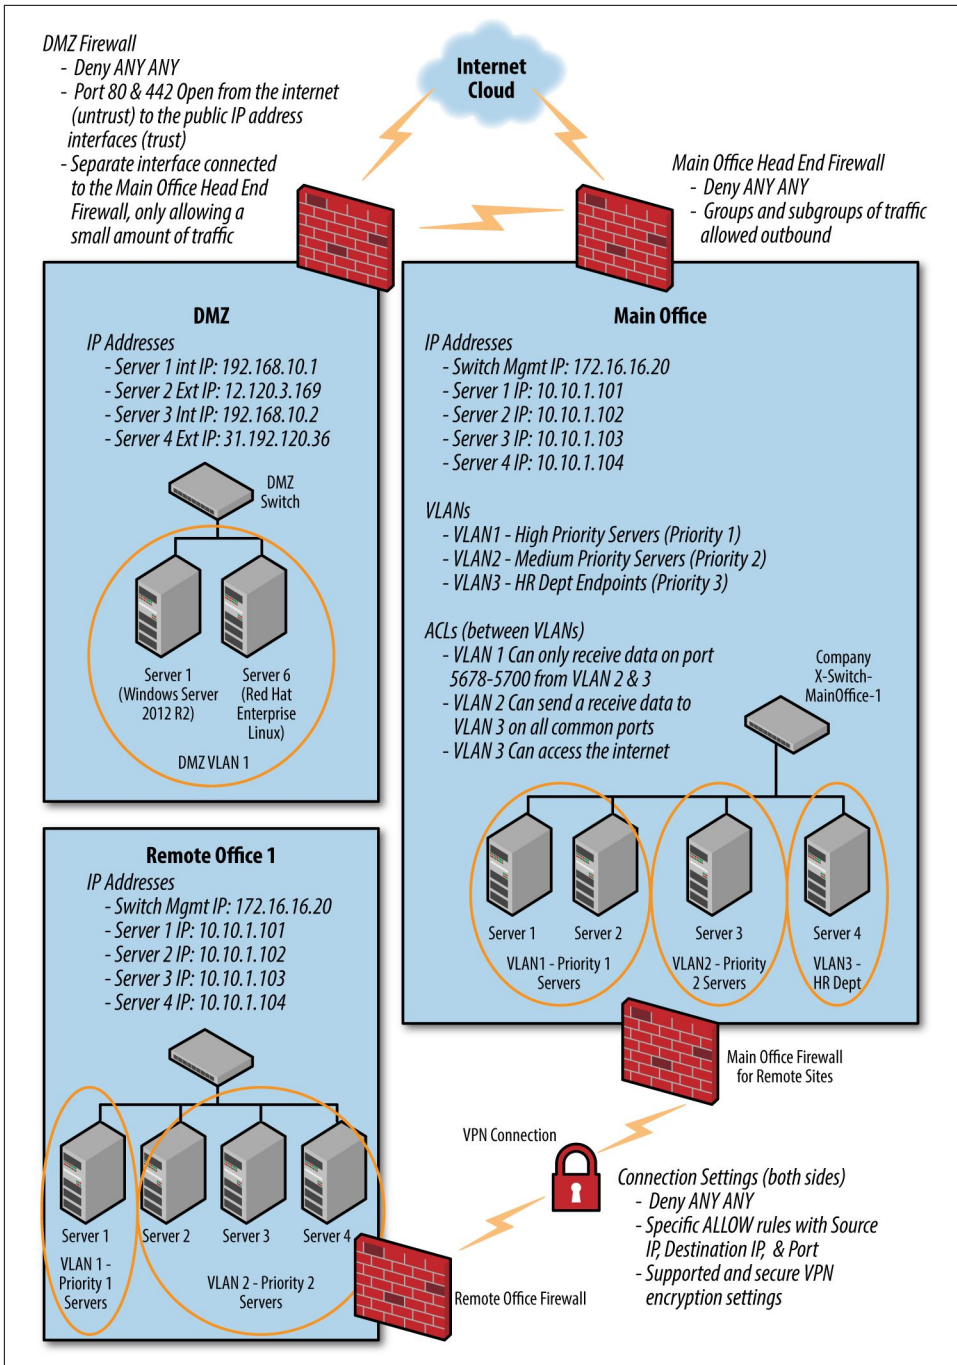 DMZ Firewall
- Deny ANY ANY
- Port 80 & 442 Open from the internet
(untrust) to the public IP address
interfaces (trust)
- Separate interface connected
to the Main Office Head End
Firewall, only allowing a
small amount of traffic
Internet
Cloud
Main Office Head End Firewall
- Deny ANY ANY
- Groups and subgroups of traffic
allowed outbound
DMZ
IP Addresses
- Server 1 int IP: 192.168.10.1
- Server 2 Ext IP: 12.120.3.169
- Server 3 Int IP: 192.168.10.2
- Server 4 Ext IP: 31.192.120.36
DMZ
Switch
Server 1
(Windows Server
2012 R2)
Server 6
(Red Hat
Enterprise
Linux)
DMZ VLAN 1
Main Office
IP Addresses
- Switch Mgmt IP: 172.16.16.20
- Server 1 IP: 10.10.1.101
- Server 2 IP: 10.10.1.102
- Server 3 IP: 10.10.1.103
- Server 4 IP: 10.10.1.104
VLANs
- VLAN1 - High Priority Servers (Priority 1)
- VLAN2 - Medium Priority Servers (Priority 2)
- VLAN3 - HR Dept Endpoints (Priority 3)
ACLs (between VLANs)
- VLAN 1 Can only receive data on port
5678-5700 from VLAN 2 & 3
- VLAN 2 Can send a receive data to
VLAN 3 on all common ports
- VLAN 3 Can access the internet
Company
X-Switch-
MainOffice-1
Server 1
Server 2
Server 3
Server 4
VLAN1 - Priority 1
Servers
VLAN2 - Priority
2 Servers
VLAN3 -
HR Dept
Remote Office 1
IP Addresses
- Switch Mgmt IP: 172.16.16.20
- Server 1 IP: 10.10.1.101
- Server 2 IP: 10.10.1.102
- Server 3 IP: 10.10.1.103
- Server 4 IP: 10.10.1.104
Server 1
Server 2
Server 3
Server 4
VLAN 1 -
Priority 1
Servers
VLAN 2 - Priority 2
Servers
Main Office Firewall
for Remote Sites
VPN Connection
Remote Office Firewall
Connection Settings (both sides)
- Deny ANY ANY
- Specific ALLOW rules with Source
IP, Destination IP, & Port
- Supported and secure VPN
encryption settings